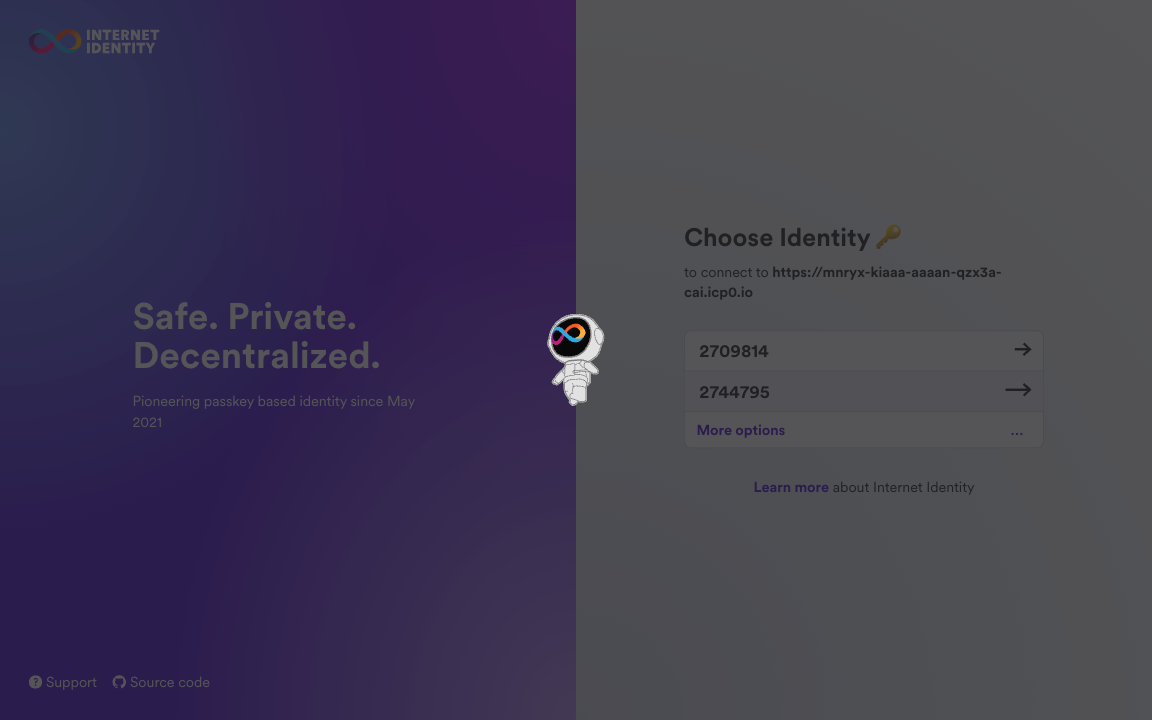 INTERNET
IDENTITY
Safe. Private.
Decentralized.
Pioneering passkey based identity since May
2021
Support
Source code
Choose Identity
to connect to https://mnryx-kiaaa-aaaan-qzx3a-
cai.icp0.io
2709814
2744795
More options ...
Learn more about Internet Identity